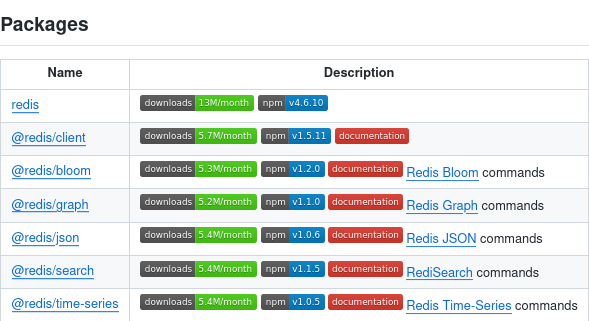 Packages
Name Description
redis downloads 13M/month npm v4.6.10
@redis/client downloads 5.7M/month npm v1.5.11 documentation
@redis/bloom downloads 5.3M/month npm v1.2.0 documentation Redis Bloom commands
@redis/graph downloads 5.2M/month npm v1.1.0 documentation Redis Graph commands
@redis/json downloads 5.4M/month npm v1.0.6 documentation Redis JSON commands
@redis/search downloads 5.4M/month npm v1.1.5 documentation RediSearch commands
@redis/time-series downloads 5.4M/month npm v1.0.5 documentation Redis Time-Series commands